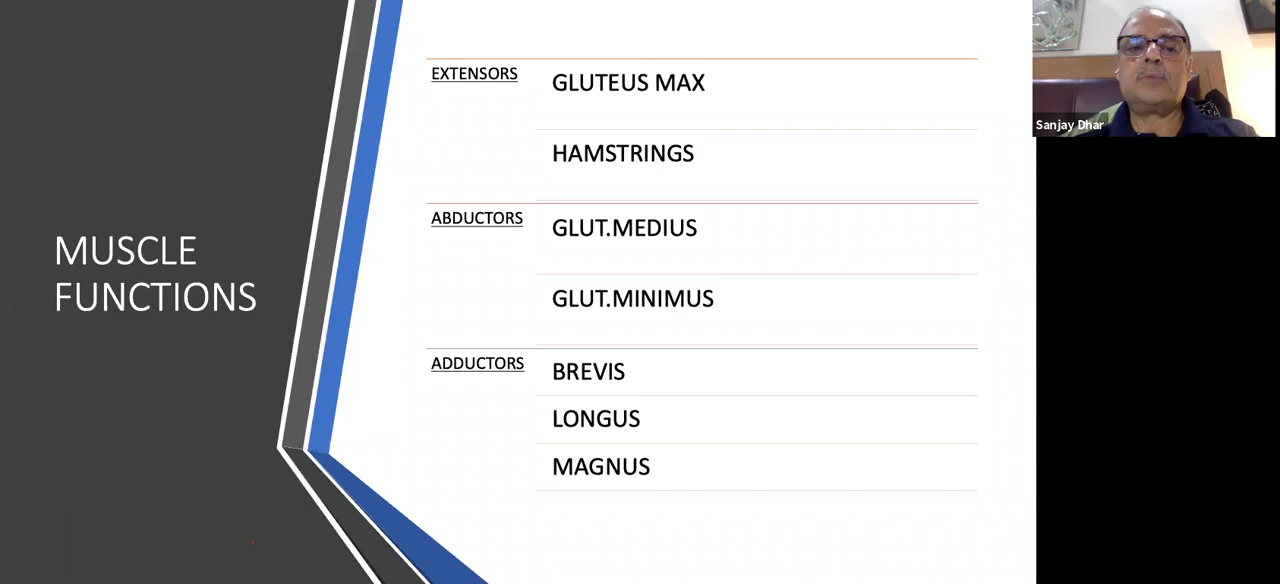 MUSCLE
FUNCTIONS
EXTENSORS
GLUTEUS MAX
HAMSTRINGS
ABDUCTORS
GLUT.MEDIUS
GLUT.MINIMUS
ADDUCTORS
BREVIS
LONGUS
MAGNUS
Sanjay Dhar